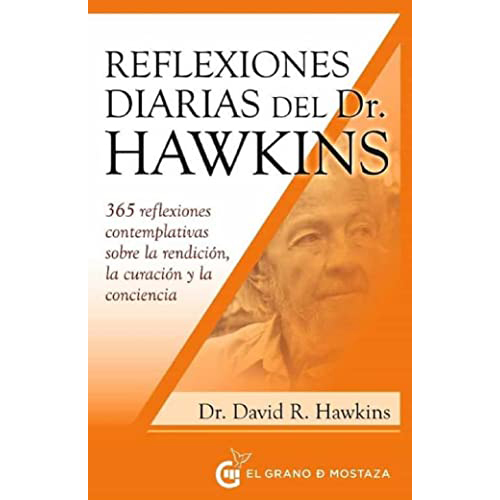 REFLEXIONES
DIARIAS DEL Dr.
HAWKINS
365 reflexiones
contemplativas
sobre la rendición,
la curación y la
conciencia
Dr. David R. Hawkins
EL GRANO Ð MOSTAZA